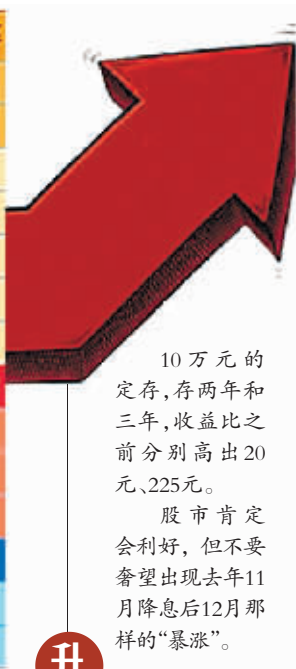 10万元的
定存,存两年和
三年,收益比之
前分别高出20
元、225元。
股市肯定
会利好，但不要
奢望出现去年11
月降息后12月那
样的“暴涨”。
升